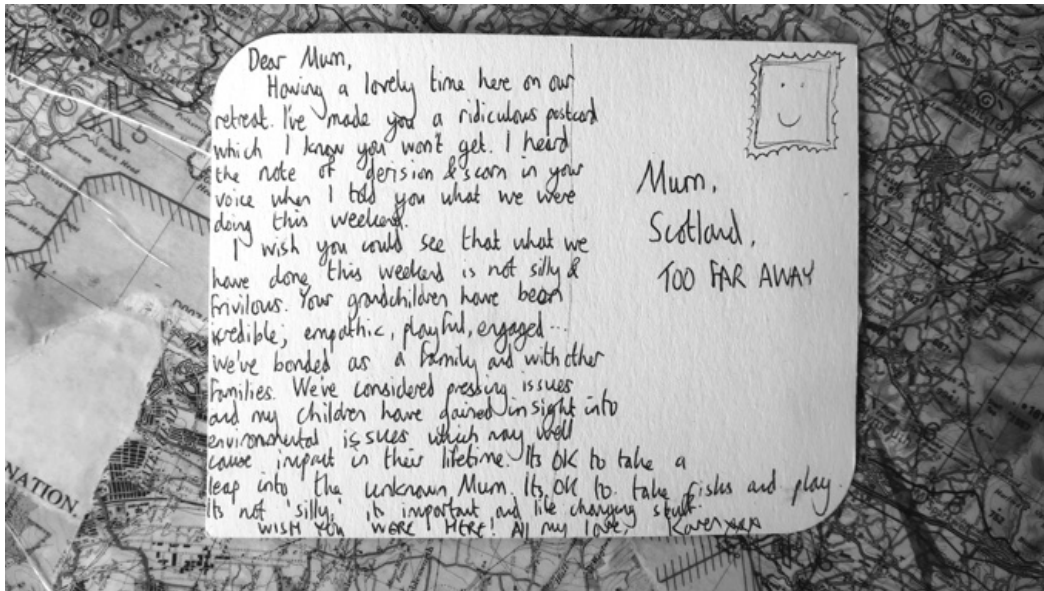 Dear Mum,
Having a lovely time here on our
retreat. I've made you a ridiculous postcard
which I know you won't get. I heard
the note of derision & scorn in your
voice when I told you what we were
doing this weekend.
I wish you could see that what we
have done this weekend is not silly &
frivilous. Your grandchildren have been
icredible; empathic, playful, engaged...
We've bonded as a family and with other
families. We've considered pressing issues
and my children have gained insight into
environmental issues which may well
cause impact in their lifetime. Its OK to take a
leap into the unknown, Mum. Its OK to take risks and play.
Its not 'silly,' its important and life changing stuff.
WISH YOU WERE HERE! All my love, Karen xxx
Mum,
Scotland,
TOO FAR AWAY
NATION